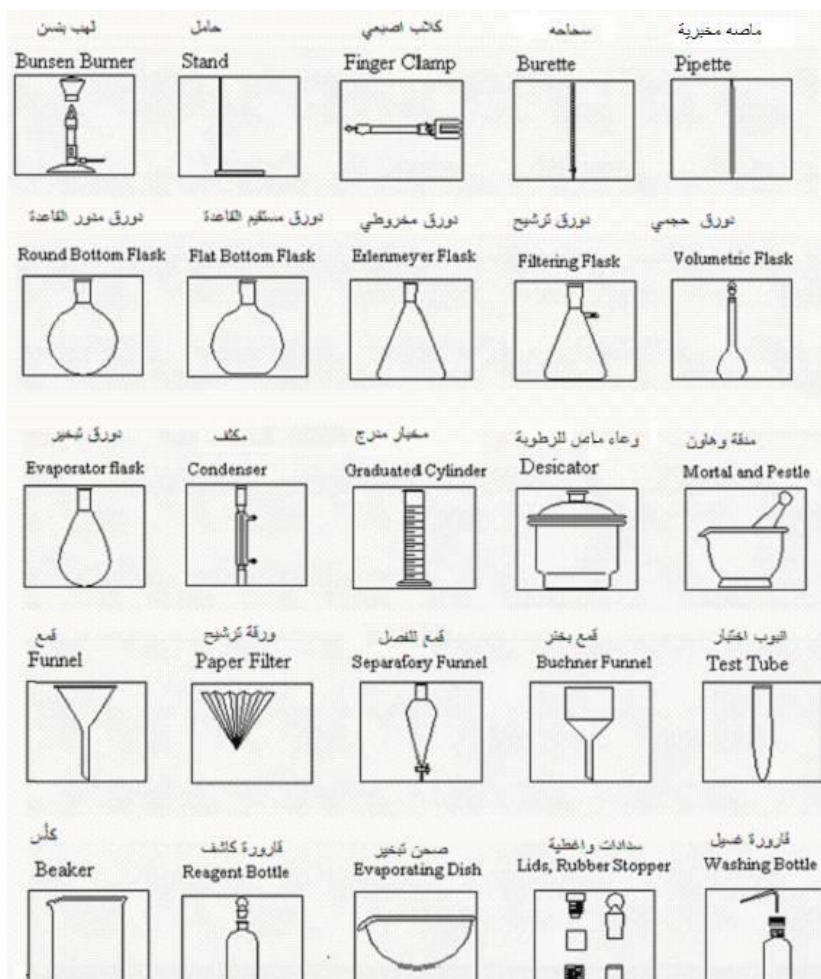 لهب بنسن
حامل
كلاب اصبعي
سحاحه
ماصه مخبرية
Bunsen Burner
Stand
Finger Clamp
Burette
Pipette
دورق مدور القاعدة
دورق مستقيم القاعدة
دورق مخروطي
دورق ترشيح
دورق حجمي
Round Bottom Flask
Flat Bottom Flask
Erlenmeyer Flask
Filtering Flask
Volumetric Flask
دورق تبخير
مكثف
مخبار مدرج
وعاء ماص للرطوبة
مدقة وهاون
Evaporator flask
Condenser
Graduated Cylinder
Desicator
Mortal and Pestle
قمع
ورقة ترشيح
قمع للفصل
قمع بخنر
انبوب اختبار
Funnel
Paper Filter
Separatory Funnel
Buchner Funnel
Test Tube
كأس
قارورة كاشف
صحن تبخير
سدادات واغطية
قارورة غسيل
Beaker
Reagent Bottle
Evaporating Dish
Lids, Rubber Stopper
Washing Bottle